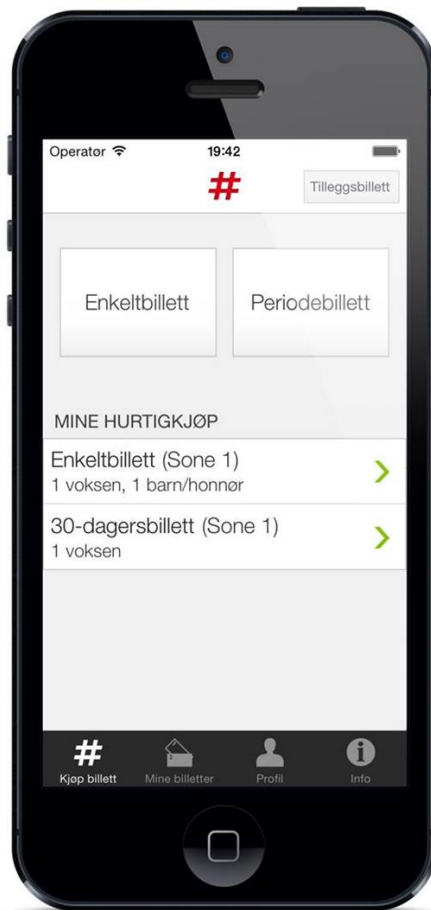 Operatør 19:42
#
Tilleggsbillett
Enkeltbillett
Periodebillett
MINE HURTIGKJØP
Enkeltbillett (Sone 1)
1 voksen, 1 barn/honnør
30-dagersbillett (Sone 1)
1 voksen
#
Kjøp billett
Mine billetter
Profil
Info